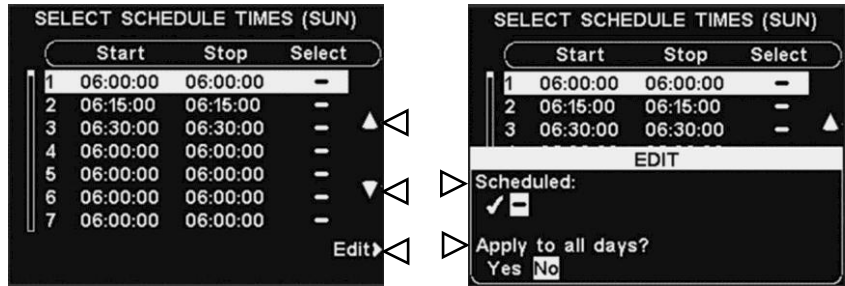 SELECT SCHEDULE TIMES (SUN)
Start Stop Select
1 06:00:00 06:00:00 –
2 06:15:00 06:15:00 –
3 06:30:00 06:30:00 –
4 06:00:00 06:00:00 –
5 06:00:00 06:00:00 –
6 06:00:00 06:00:00 –
7 06:00:00 06:00:00 –
Edit
SELECT SCHEDULE TIMES (SUN)
Start Stop Select
1 06:00:00 06:00:00 –
2 06:15:00 06:15:00 –
3 06:30:00 06:30:00 –
EDIT
Scheduled:
✓ –
Apply to all days?
Yes No